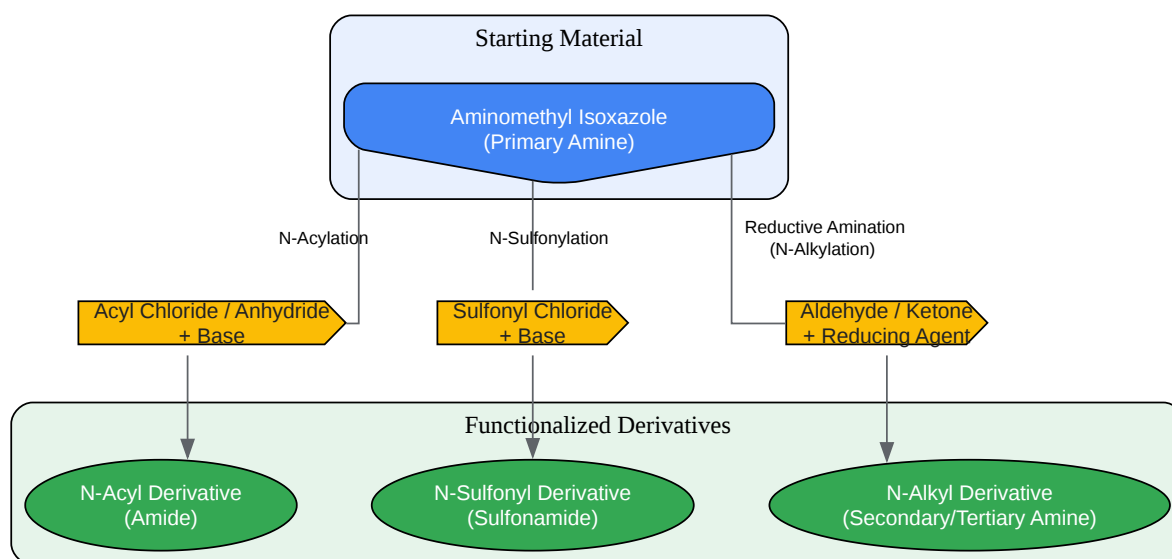 Starting Material
Aminomethyl Isoxazole
(Primary Amine)
N-Acylation
N-Sulfonylation
Reductive Amination
(N-Alkylation)
Acyl Chloride / Anhydride
+ Base
Sulfonyl Chloride
+ Base
Aldehyde / Ketone
+ Reducing Agent
Functionalized Derivatives
N-Acyl Derivative
(Amide)
N-Sulfonyl Derivative
(Sulfonamide)
N-Alkyl Derivative
(Secondary/Tertiary Amine)